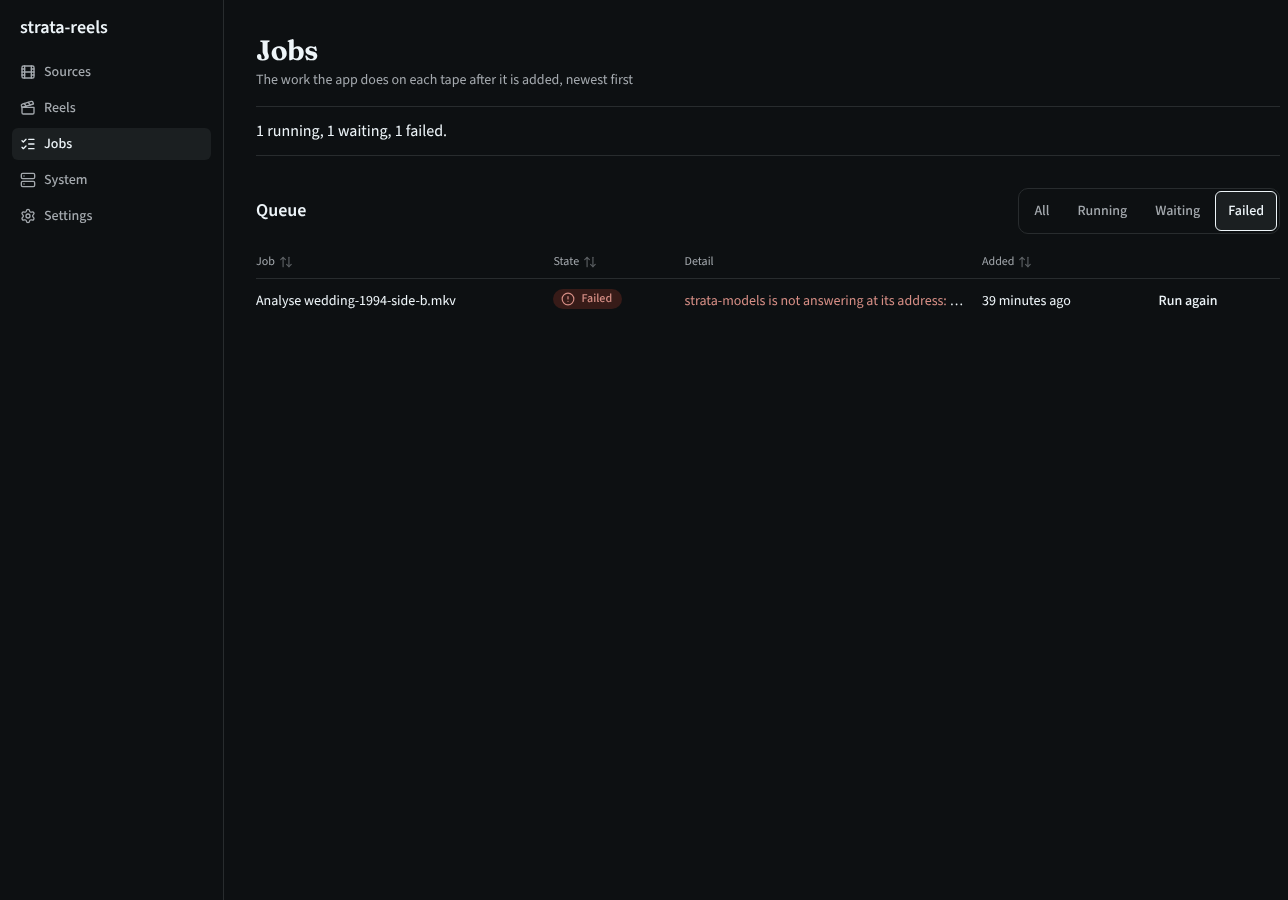 strata-reels
Sources
Reels
Jobs
System
Settings
Jobs
The work the app does on each tape after it is added, newest first
1 running, 1 waiting, 1 failed.
Queue
All Running Waiting Failed
Job State Detail Added
Analyse wedding-1994-side-b.mkv Failed strata-models is not answering at its address: … 39 minutes ago Run again